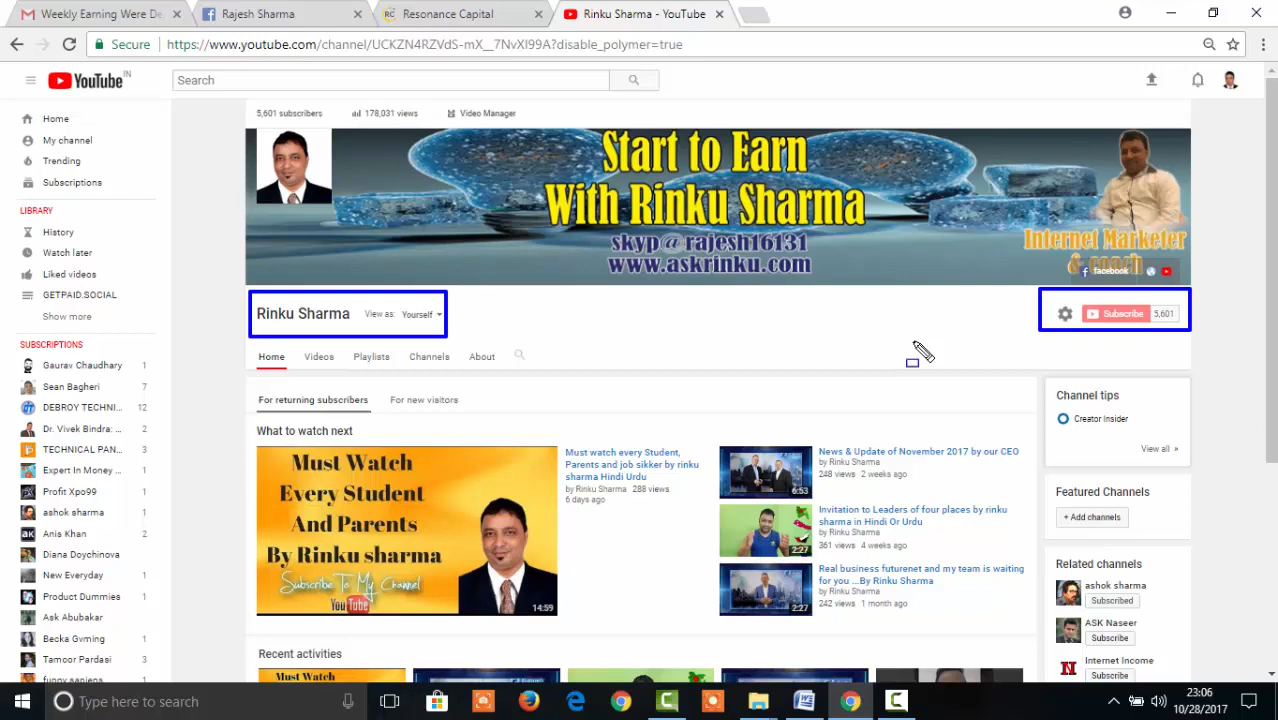 Weekly Earning Were De
Rajesh Sharma
Resonance Capital
Rinku Sharma - YouTube
Secure
https://www.youtube.com/channel/UCKZN4RZVdS-mX__7NvXI99A?disable_polymer=true
YouTube IN
Search
5,601 subscribers
178,031 views
Video Manager
Home
My channel
Trending
Subscriptions
LIBRARY
History
Watch later
Liked videos
GETPAID.SOCIAL
Show more
SUBSCRIPTIONS
Gaurav Chaudhary 1
Sean Bagheri 7
DEBROY TECHNI... 12
Dr. Vivek Bindra: ... 2
TECHNICAL PAN... 3
Expert In Money ...
Profit Xpo99 1
ashok sharma 1
Anis Khan 2
Diana Doychinova
New Everyday 1
Product Dummies 1
Ask Abubakar
Becka Gvming 1
Tamoor Pardasi 3
funny sapiens
Start to Earn
With Rinku Sharma
skyp@rajesh16131
www.askrinku.com
Internet Marketer
& coach
facebook
Rinku Sharma
View as: Yourself
Subscribe 5,601
Home
Videos
Playlists
Channels
About
For returning subscribers
For new visitors
What to watch next
Must Watch
Every Student
And Parents
By Rinku sharma
Subscribe To My Channel
YouTube
14:59
Must watch every Student,
Parents and job sikker by rinku
sharma Hindi Urdu
by Rinku Sharma 288 views
6 days ago
6:53
News & Update of November 2017 by our CEO
by Rinku Sharma
248 views 2 weeks ago
2:27
Invitation to Leaders of four places by rinku
sharma in Hindi Or Urdu
by Rinku Sharma
361 views 4 weeks ago
2:27
Real business futurenet and my team is waiting
for you ...By Rinku Sharma
by Rinku Sharma
242 views 1 month ago
Recent activities
Must Watch
Channel tips
Creator Insider
View all »
Featured Channels
+ Add channels
Related channels
ashok sharma
Subscribed
ASK Naseer
Subscribe
Internet Income
Subscribe
Type here to search
23:06
10/28/2017